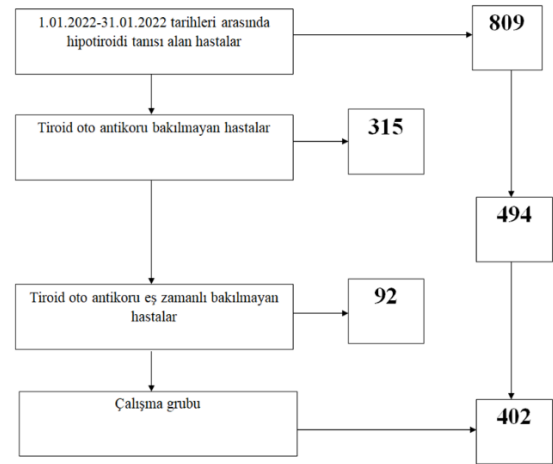 1.01.2022-31.01.2022 tarihleri arasında
hipotiroidi tanısı alan hastalar
809
Tiroid oto antikoru bakılmayan hastalar
315
494
Tiroid oto antikoru eş zamanlı bakılmayan
hastalar
92
Çalışma grubu
402